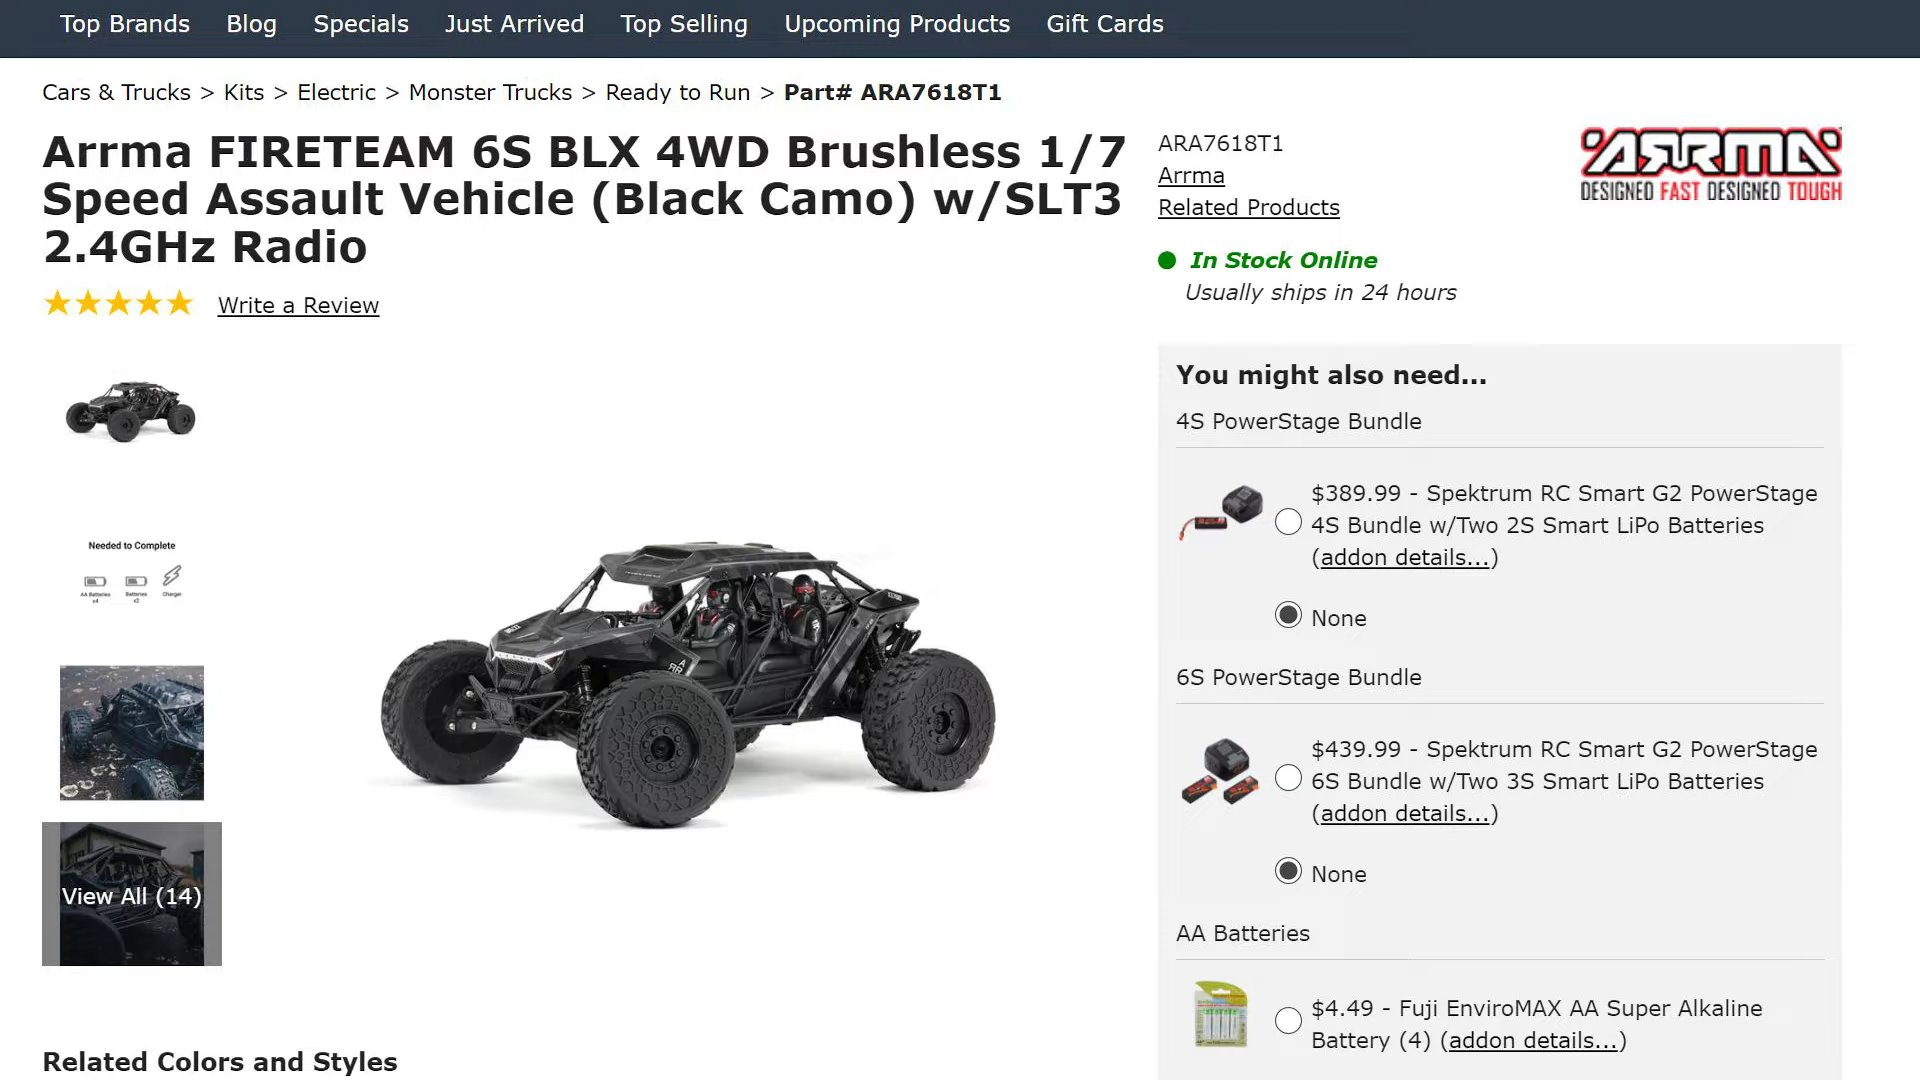 Top Brands Blog Specials Just Arrived Top Selling Upcoming Products Gift Cards
Cars & Trucks > Kits > Electric > Monster Trucks > Ready to Run > Part# ARA7618T1
Arrma FIRETEAM 6S BLX 4WD Brushless 1/7
Speed Assault Vehicle (Black Camo) w/SLT3
2.4GHz Radio
Write a Review
Needed to Complete
AA Batteries
x4
Batteries
x2
Charger
View All (14)
Related Colors and Styles
ARA7618T1
Arrma
Related Products
ARRMA
DESIGNED FAST DESIGNED TOUGH
In Stock Online
Usually ships in 24 hours
You might also need...
4S PowerStage Bundle
$389.99 - Spektrum RC Smart G2 PowerStage
4S Bundle w/Two 2S Smart LiPo Batteries
(addon details...)
None
6S PowerStage Bundle
$439.99 - Spektrum RC Smart G2 PowerStage
6S Bundle w/Two 3S Smart LiPo Batteries
(addon details...)
None
AA Batteries
$4.49 - Fuji EnviroMAX AA Super Alkaline
Battery (4) (addon details...)